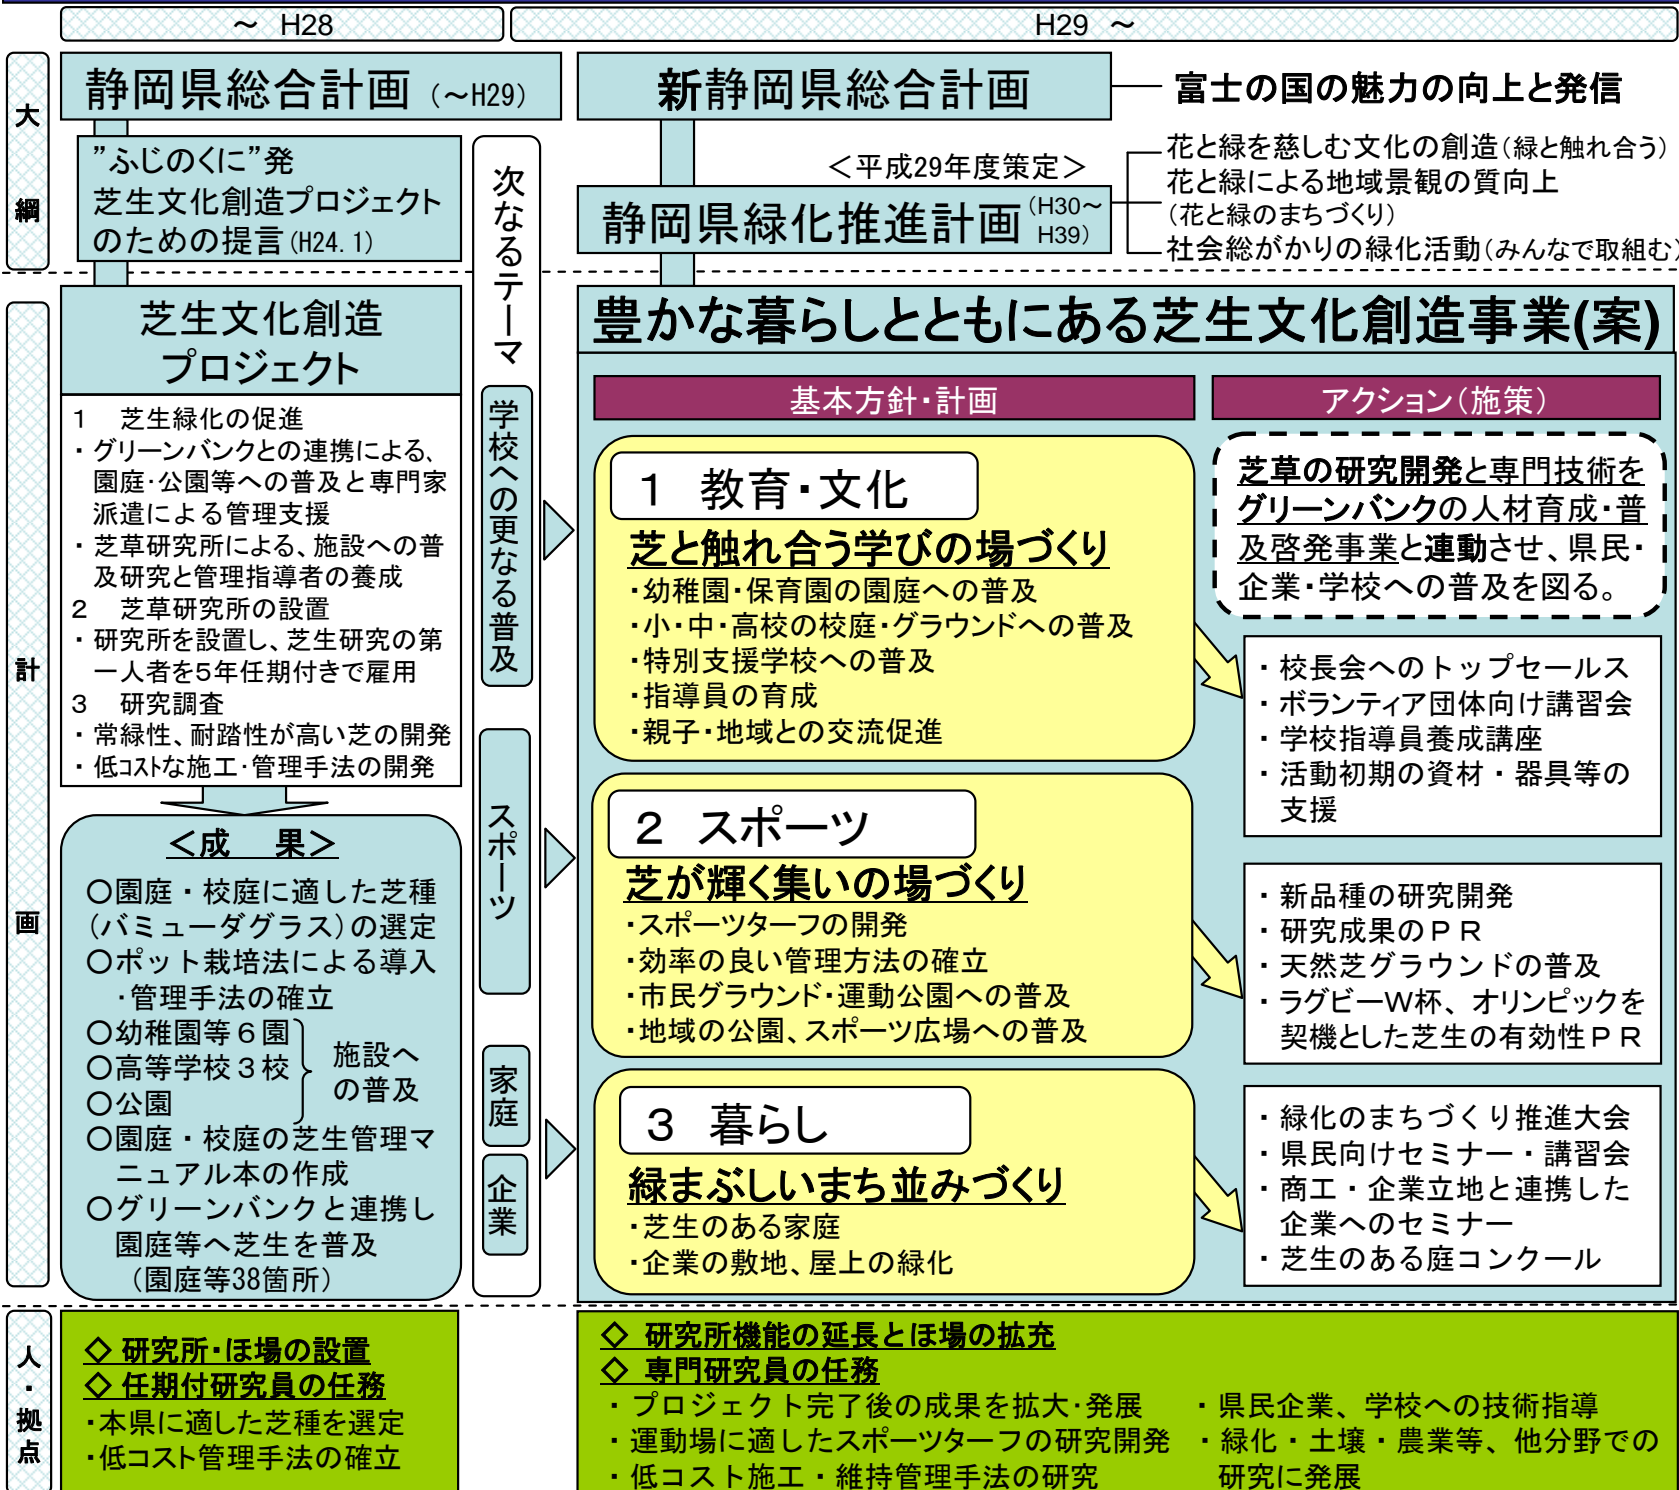 ～ H28
H29 ～
大綱
静岡県総合計画（～H29）
新静岡県総合計画
富士の国の魅力の向上と発信
”ふじのくに”発
芝生文化創造プロジェクト
のための提言(H24.1)
＜平成29年度策定＞
静岡県緑化推進計画(H30～
H39)
花と緑を慈しむ文化の創造(緑と触れ合う)
花と緑による地域景観の質向上
(花と緑のまちづくり)
社会総がかりの緑化活動(みんなで取組む)
次なるテーマ
学校への更なる普及
スポーツ
家庭
企業
計画
芝生文化創造
プロジェクト
１　芝生緑化の促進
・グリーンバンクとの連携による、
園庭・公園等への普及と専門家
派遣による管理支援
・芝草研究所による、施設への普
及研究と管理指導者の養成
２　芝草研究所の設置
・研究所を設置し、芝生研究の第
一人者を５年任期付きで雇用
３　研究調査
・常緑性、耐踏性が高い芝の開発
・低コストな施工・管理手法の開発
＜成　果＞
○園庭・校庭に適した芝種
(バミューダグラス)の選定
○ポット栽培法による導入
・管理手法の確立
○幼稚園等６園
○高等学校３校
○公園
施設へ
の普及
○園庭・校庭の芝生管理マ
ニュアル本の作成
○グリーンバンクと連携し
園庭等へ芝生を普及
（園庭等38箇所）
豊かな暮らしとともにある芝生文化創造事業(案)
基本方針・計画
アクション（施策）
１ 教育・文化
芝と触れ合う学びの場づくり
・幼稚園・保育園の園庭への普及
・小・中・高校の校庭・グラウンドへの普及
・特別支援学校への普及
・指導員の育成
・親子・地域との交流促進
芝草の研究開発と専門技術を
グリーンバンクの人材育成・普
及啓発事業と連動させ、県民・
企業・学校への普及を図る。
・校長会へのトップセールス
・ボランティア団体向け講習会
・学校指導員養成講座
・活動初期の資材・器具等の
支援
２ スポーツ
芝が輝く集いの場づくり
・スポーツターフの開発
・効率の良い管理方法の確立
・市民グラウンド・運動公園への普及
・地域の公園、スポーツ広場への普及
・新品種の研究開発
・研究成果のＰＲ
・天然芝グラウンドの普及
・ラグビーＷ杯、オリンピックを
契機とした芝生の有効性ＰＲ
３ 暮らし
緑まぶしいまち並みづくり
・芝生のある家庭
・企業の敷地、屋上の緑化
・緑化のまちづくり推進大会
・県民向けセミナー・講習会
・商工・企業立地と連携した
企業へのセミナー
・芝生のある庭コンクール
人・拠点
◇ 研究所・ほ場の設置
◇ 任期付研究員の任務
・本県に適した芝種を選定
・低コスト管理手法の確立
◇ 研究所機能の延長とほ場の拡充
◇ 専門研究員の任務
・プロジェクト完了後の成果を拡大・発展
・運動場に適したスポーツターフの研究開発
・低コスト施工・維持管理手法の研究
・県民企業、学校への技術指導
・緑化・土壌・農業等、他分野での
研究に発展